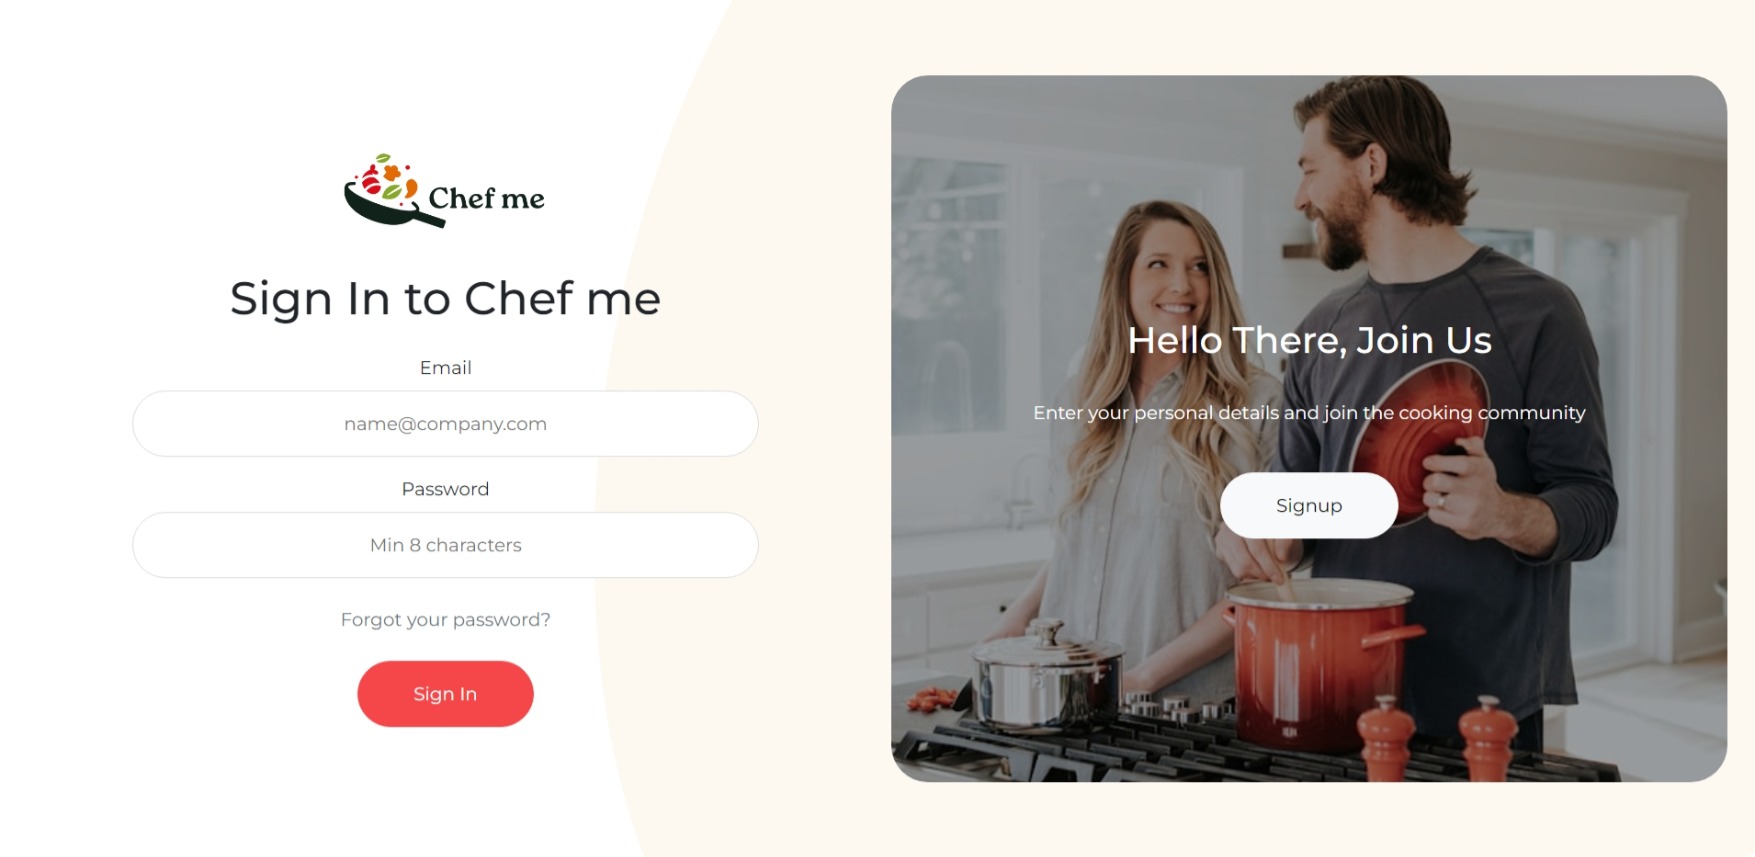 Chef me
Sign In to Chef me
Email
name@company.com
Password
Min 8 characters
Forgot your password?
Sign In
Hello There, Join Us
Enter your personal details and join the cooking community
Signup